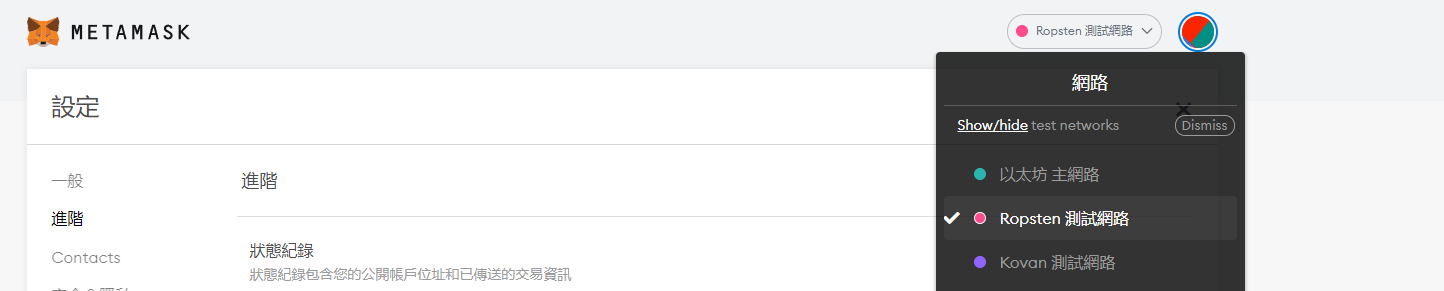 METAMASK
Ropsten 測試網路
設定
網路
Show/hide test networks
Dismiss
一般
進階
Contacts
進階
狀態紀錄
狀態紀錄包含您的公開帳戶位址和已傳送的交易資訊
以太坊 主網路
Ropsten 測試網路
Kovan 測試網路